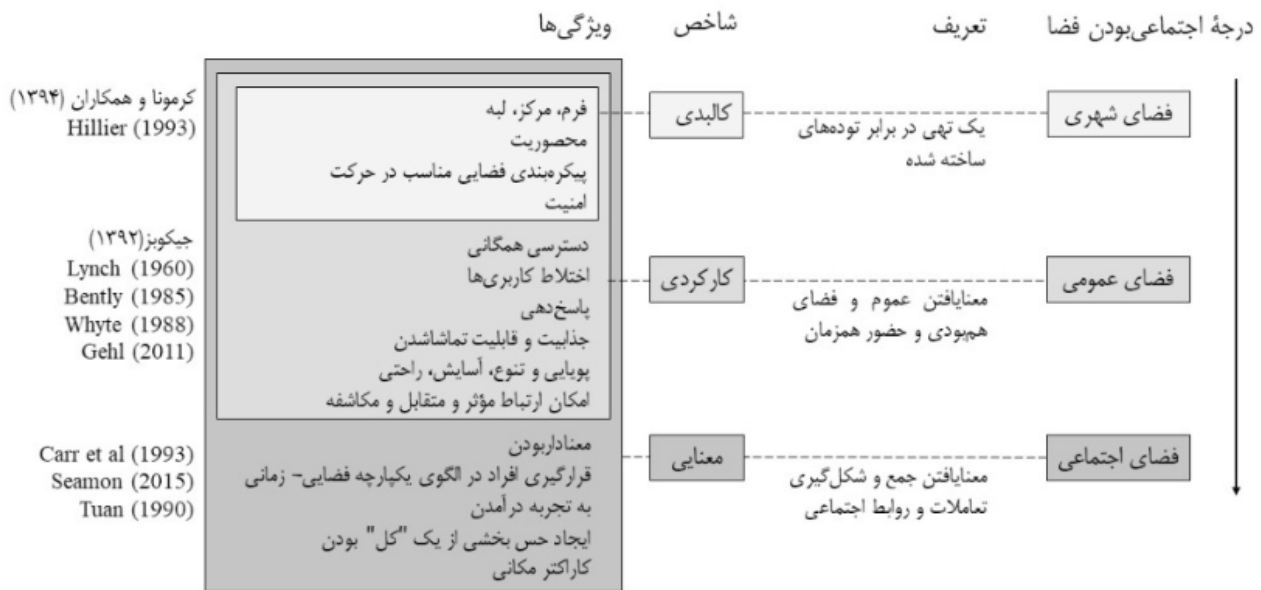 درجهٔ اجتماعی‌بودن فضا
تعریف
شاخص
ویژگی‌ها
فضای شهری
یک تهی در برابر توده‌های
ساخته شده
کالبدی
فرم، مرکز، لبه
محصوریت
پیکره‌بندی فضایی مناسب در حرکت
امنیت
کرمونا و همکاران (۱۳۹۴)
Hillier (1993)
فضای عمومی
معنایافتن عموم و فضای
هم‌بودی و حضور همزمان
کارکردی
دسترسی همگانی
اختلاط کاربری‌ها
پاسخ‌دهی
جذابیت و قابلیت تماشاشدن
پویایی و تنوع، آسایش، راحتی
امکان ارتباط مؤثر و متقابل و مکاشفه
جیکوبز(۱۳۹۲)
Lynch (1960)
Bently (1985)
Whyte (1988)
Gehl (2011)
فضای اجتماعی
معنایافتن جمع و شکل‌گیری
تعاملات و روابط اجتماعی
معنایی
معناداربودن
قرارگیری افراد در الگوی یکپارچه فضایی- زمانی
به تجربه درآمدن
ایجاد حس بخشی از یک "کل" بودن
کاراکتر مکانی
Carr et al (1993)
Seamon (2015)
Tuan (1990)